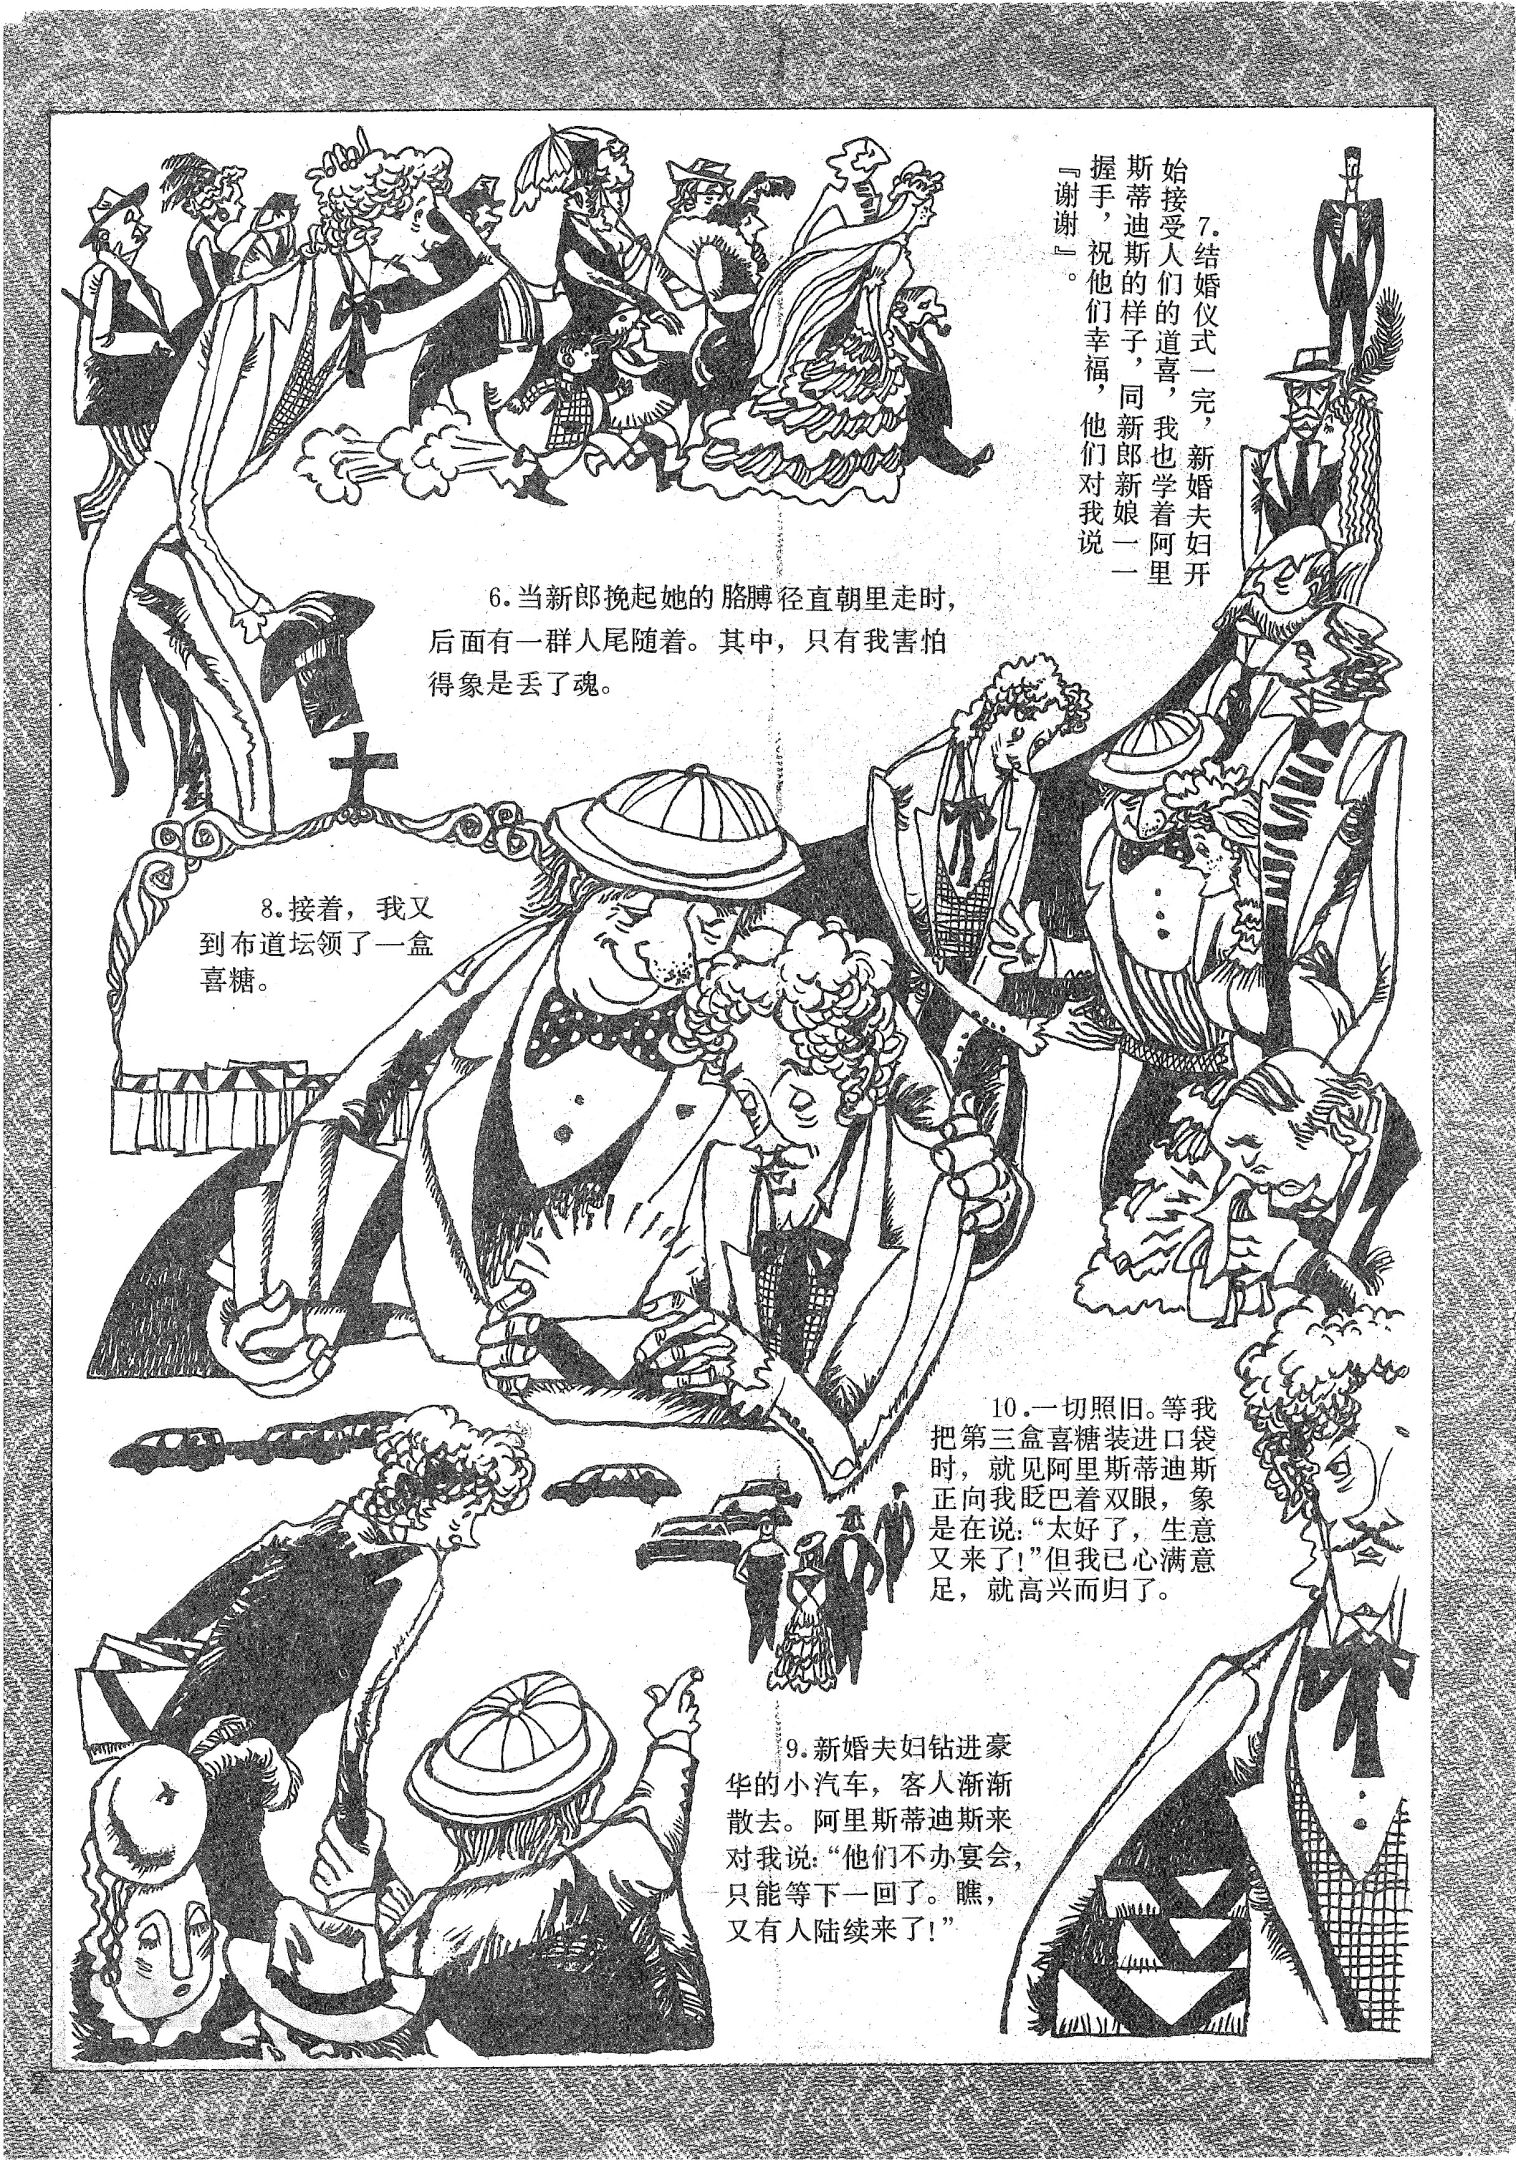 6.当新郎挽起她的胳膊径直朝里走时，
后面有一群人尾随着。其中，只有我害怕
得象是丢了魂。
7.结婚仪式一完，新婚夫妇开
始接受人们的道喜，我也学着阿里
斯蒂迪斯的样子，同新郎新娘一一
握手，祝他们幸福，他们对我说
『谢谢』。
8.接着，我又
到布道坛领了一盒
喜糖。
9.新婚夫妇钻进豪
华的小汽车，客人渐渐
散去。阿里斯蒂迪斯来
对我说：“他们不办宴会，
只能等下一回了。瞧，
又有人陆续来了！”
10.一切照旧。等我
把第三盒喜糖装进口袋
时，就见阿里斯蒂迪斯
正向我眨巴着双眼，象
是在说：“太好了，生意
又来了！”但我已心满意
足，就高兴而归了。
2